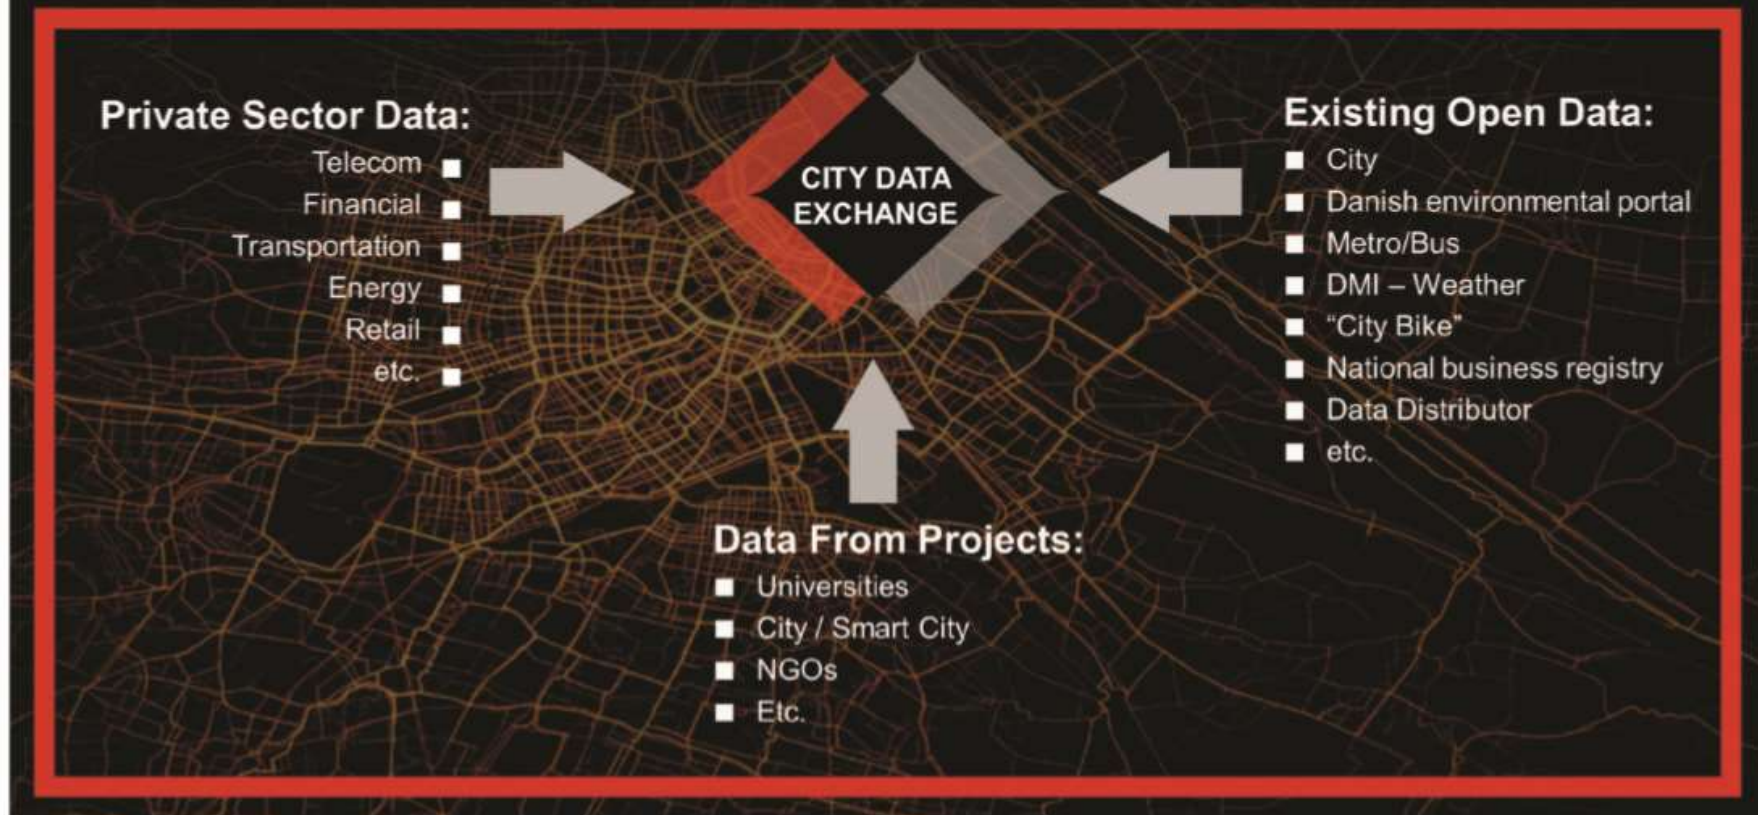 Private Sector Data:
Telecom
Financial
Transportation
Energy
Retail
etc.
CITY DATA
EXCHANGE
Existing Open Data:
City
Danish environmental portal
Metro/Bus
DMI – Weather
“City Bike”
National business registry
Data Distributor
etc.
Data From Projects:
Universities
City / Smart City
NGOs
Etc.